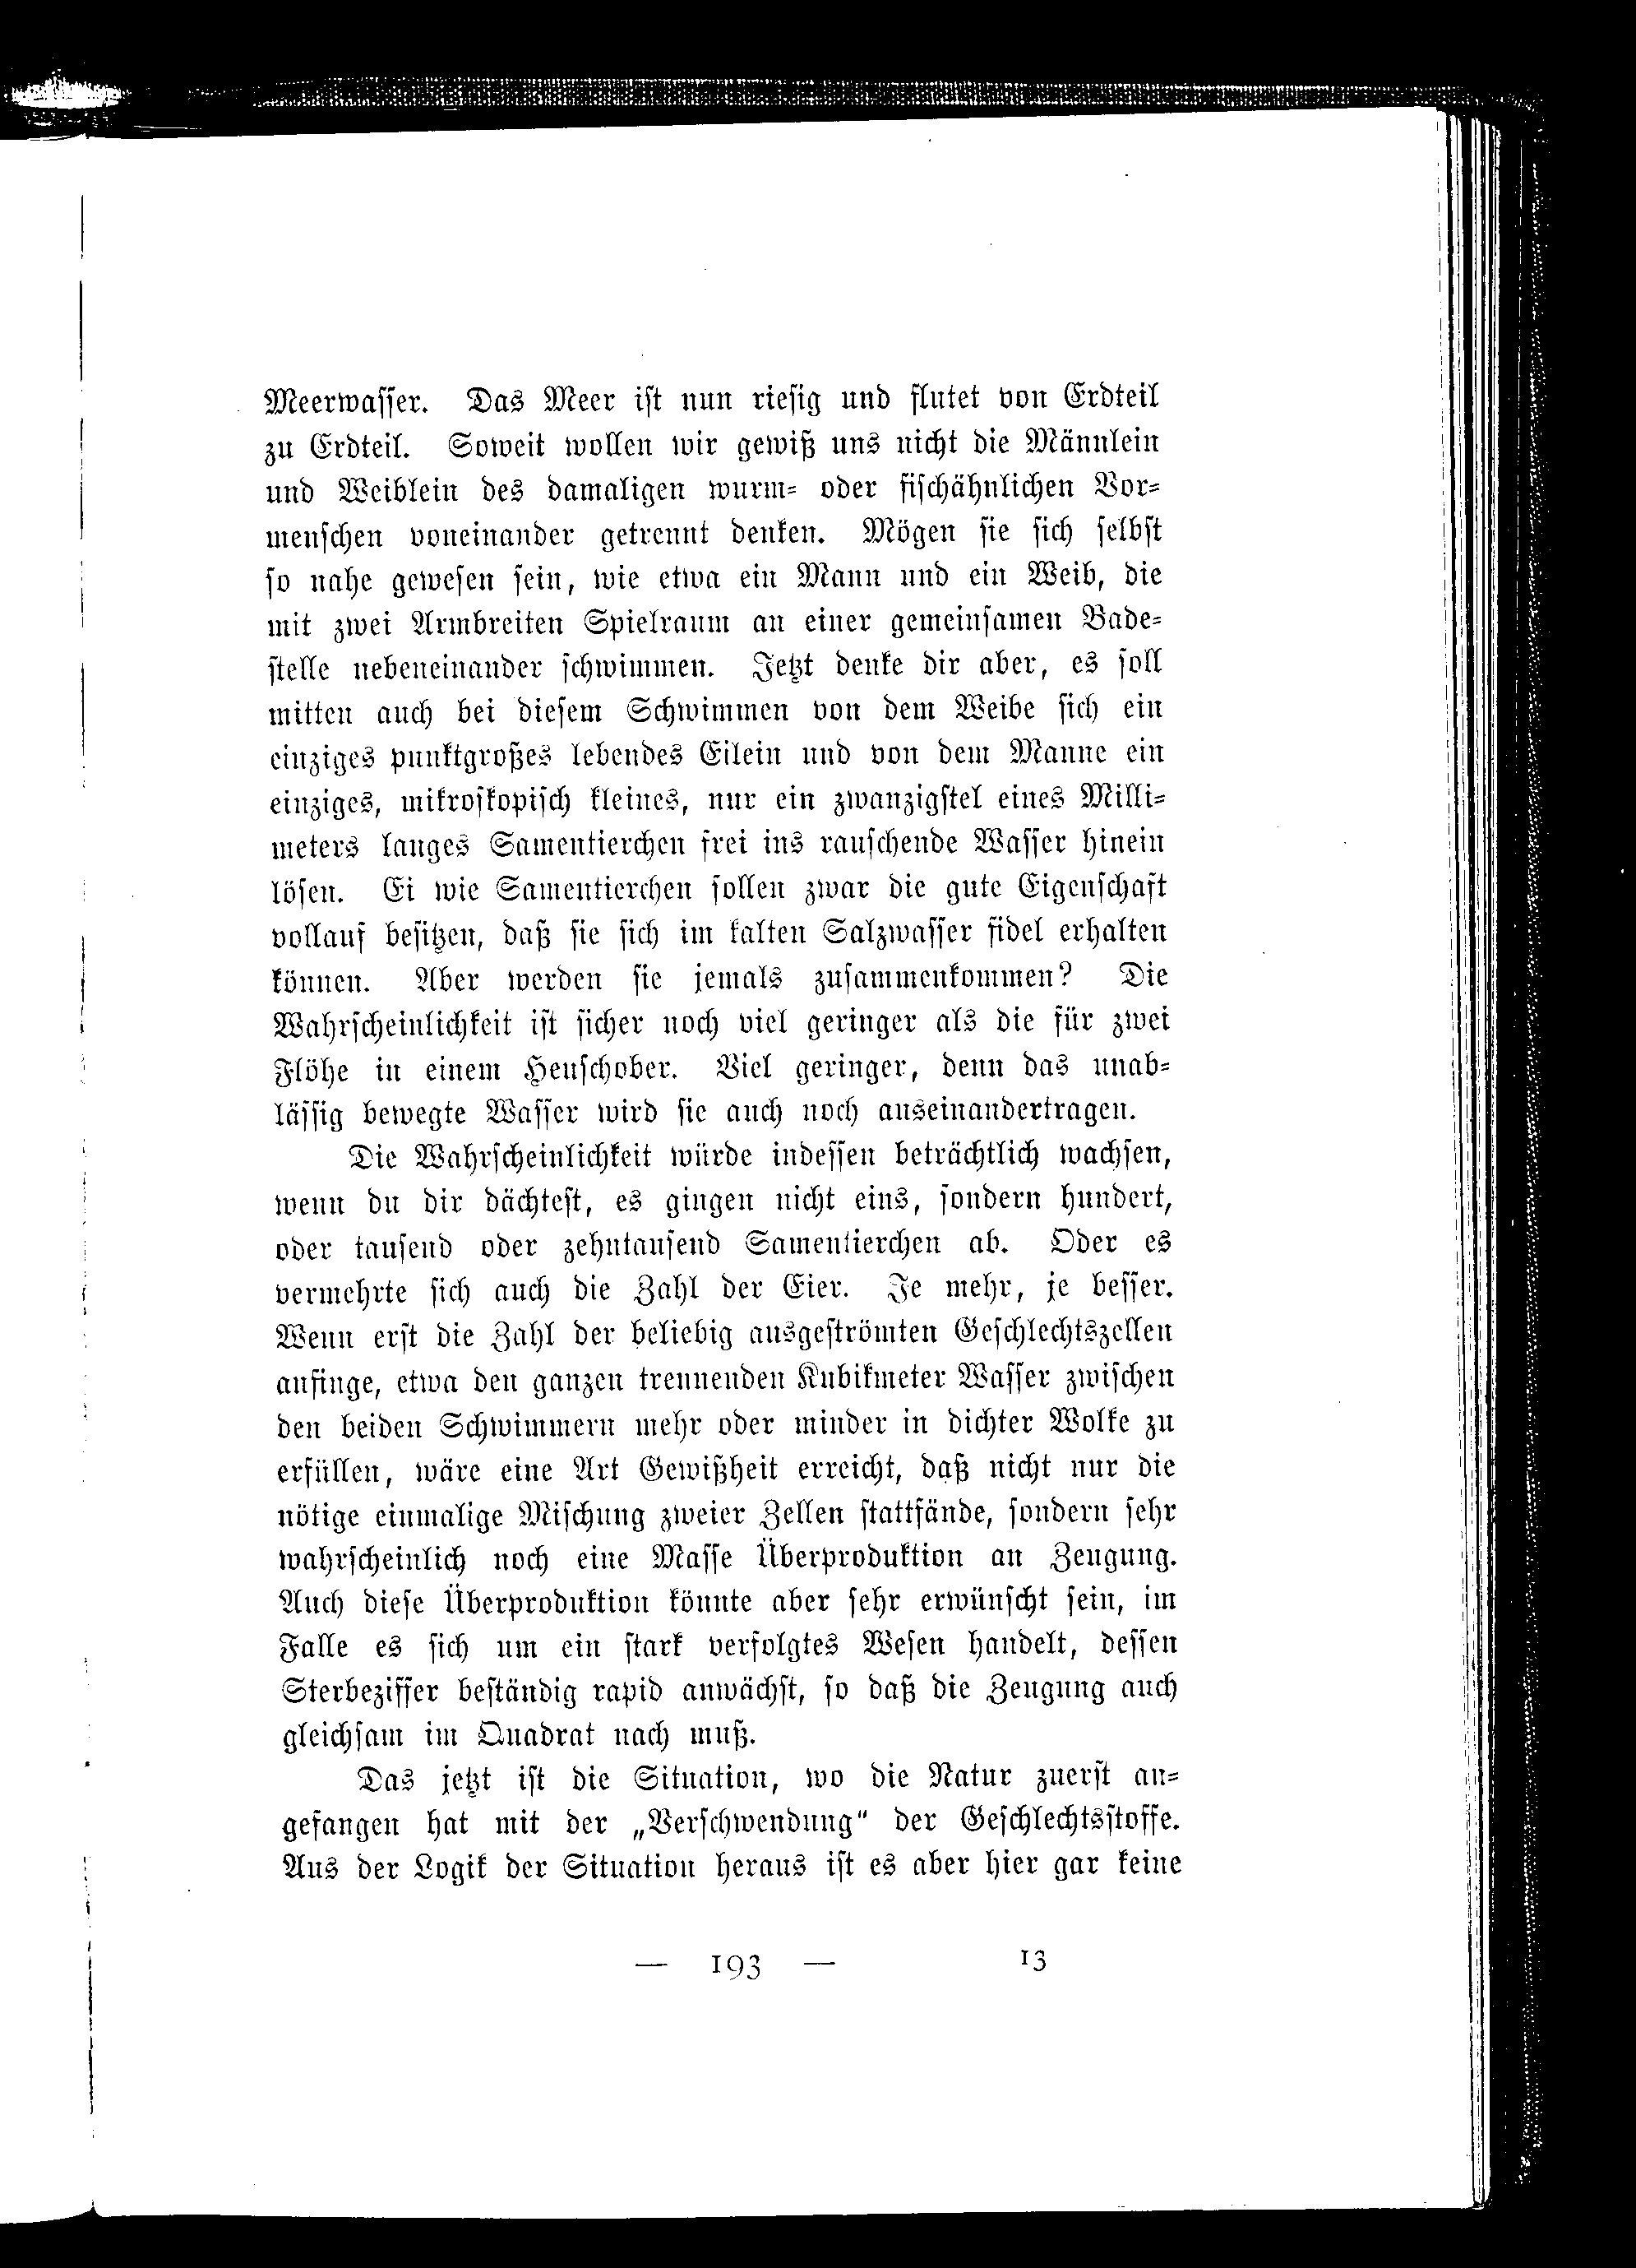 Meerwasser. Das Meer ist nun riesig und flutet von Erdteil
zu Erdteil. Soweit wollen wir gewiß uns nicht die Männlein
und Weiblein des damaligen wurm- oder fischähnlichen Vor-
menschen voneinander getrennt denken. Mögen sie sich selbst
so nahe gewesen sein, wie etwa ein Mann und ein Weib, die
mit zwei Armbreiten Spielraum an einer gemeinsamen Bade-
stelle nebeneinander schwimmen. Jetzt denke dir aber, es soll
mitten auch bei diesem Schwimmen von dem Weibe sich ein
einziges punktgroßes lebendes Eilein und von dem Manne ein
einziges, mikroskopisch kleines, nur ein zwanzigstel eines Milli-
meters langes Samentierchen frei ins rauschende Wasser hinein
lösen. Ei wie Samentierchen sollen zwar die gute Eigenschaft
vollauf besitzen, daß sie sich im kalten Salzwasser fidel erhalten
können. Aber werden sie jemals zusammenkommen? Die
Wahrscheinlichkeit ist sicher noch viel geringer als die für zwei
Flöhe in einem Heuschober. Viel geringer, denn das unab-
lässig bewegte Wasser wird sie auch noch auseinandertragen.
Die Wahrscheinlichkeit würde indessen beträchtlich wachsen,
wenn du dir dächtest, es gingen nicht eins, sondern hundert,
oder tausend oder zehntausend Samentierchen ab. Oder es
vermehrte sich auch die Zahl der Eier. Je mehr, je besser.
Wenn erst die Zahl der beliebig ausgeströmten Geschlechtszellen
anfinge, etwa den ganzen trennenden Kubikmeter Wasser zwischen
den beiden Schwimmern mehr oder minder in dichter Wolke zu
erfüllen, wäre eine Art Gewißheit erreicht, daß nicht nur die
nötige einmalige Mischung zweier Zellen stattfände, sondern sehr
wahrscheinlich noch eine Masse Überproduktion an Zeugung.
Auch diese Überproduktion könnte aber sehr erwünscht sein, im
Falle es sich um ein stark verfolgtes Wesen handelt, dessen
Sterbeziffer beständig rapid anwächst, so daß die Zeugung auch
gleichsam im Quadrat nach muß.
Das jetzt ist die Situation, wo die Natur zuerst an-
gefangen hat mit der „Verschwendung“ der Geschlechtsstoffe.
Aus der Logik der Situation heraus ist es aber hier gar keine
— 193 — 13